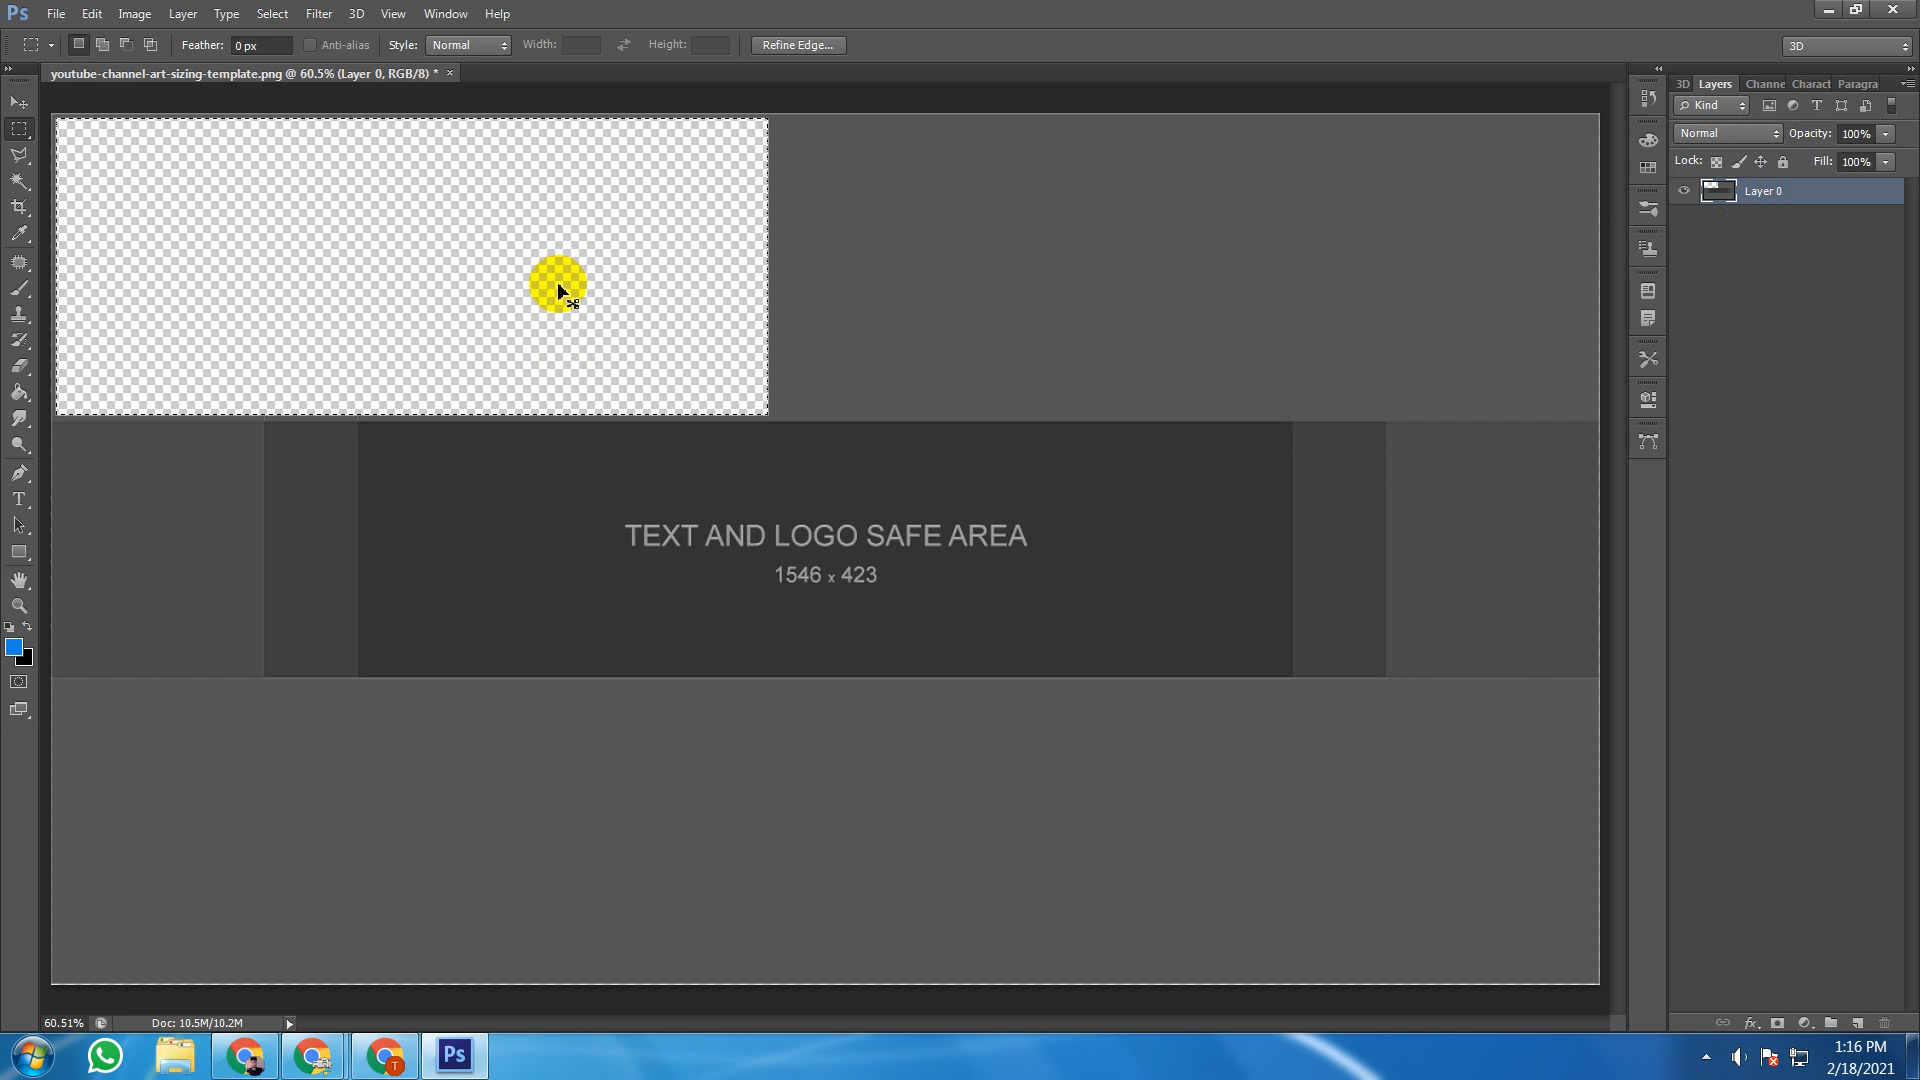 Ps File Edit Image Layer Type Select Filter 3D View Window Help
Feather: 0 px Anti-alias Style: Normal Width: Height: Refine Edge... 3D
youtube-channel-art-sizing-template.png @ 60.5% (Layer 0, RGB/8) * ×
3D Layers Channe Charact Paragra
Kind
Normal Opacity: 100%
Lock: Fill: 100%
Layer 0
TEXT AND LOGO SAFE AREA
1546 x 423
60.51% Doc: 10.5M/10.2M
T Ps
1:16 PM
2/18/2021